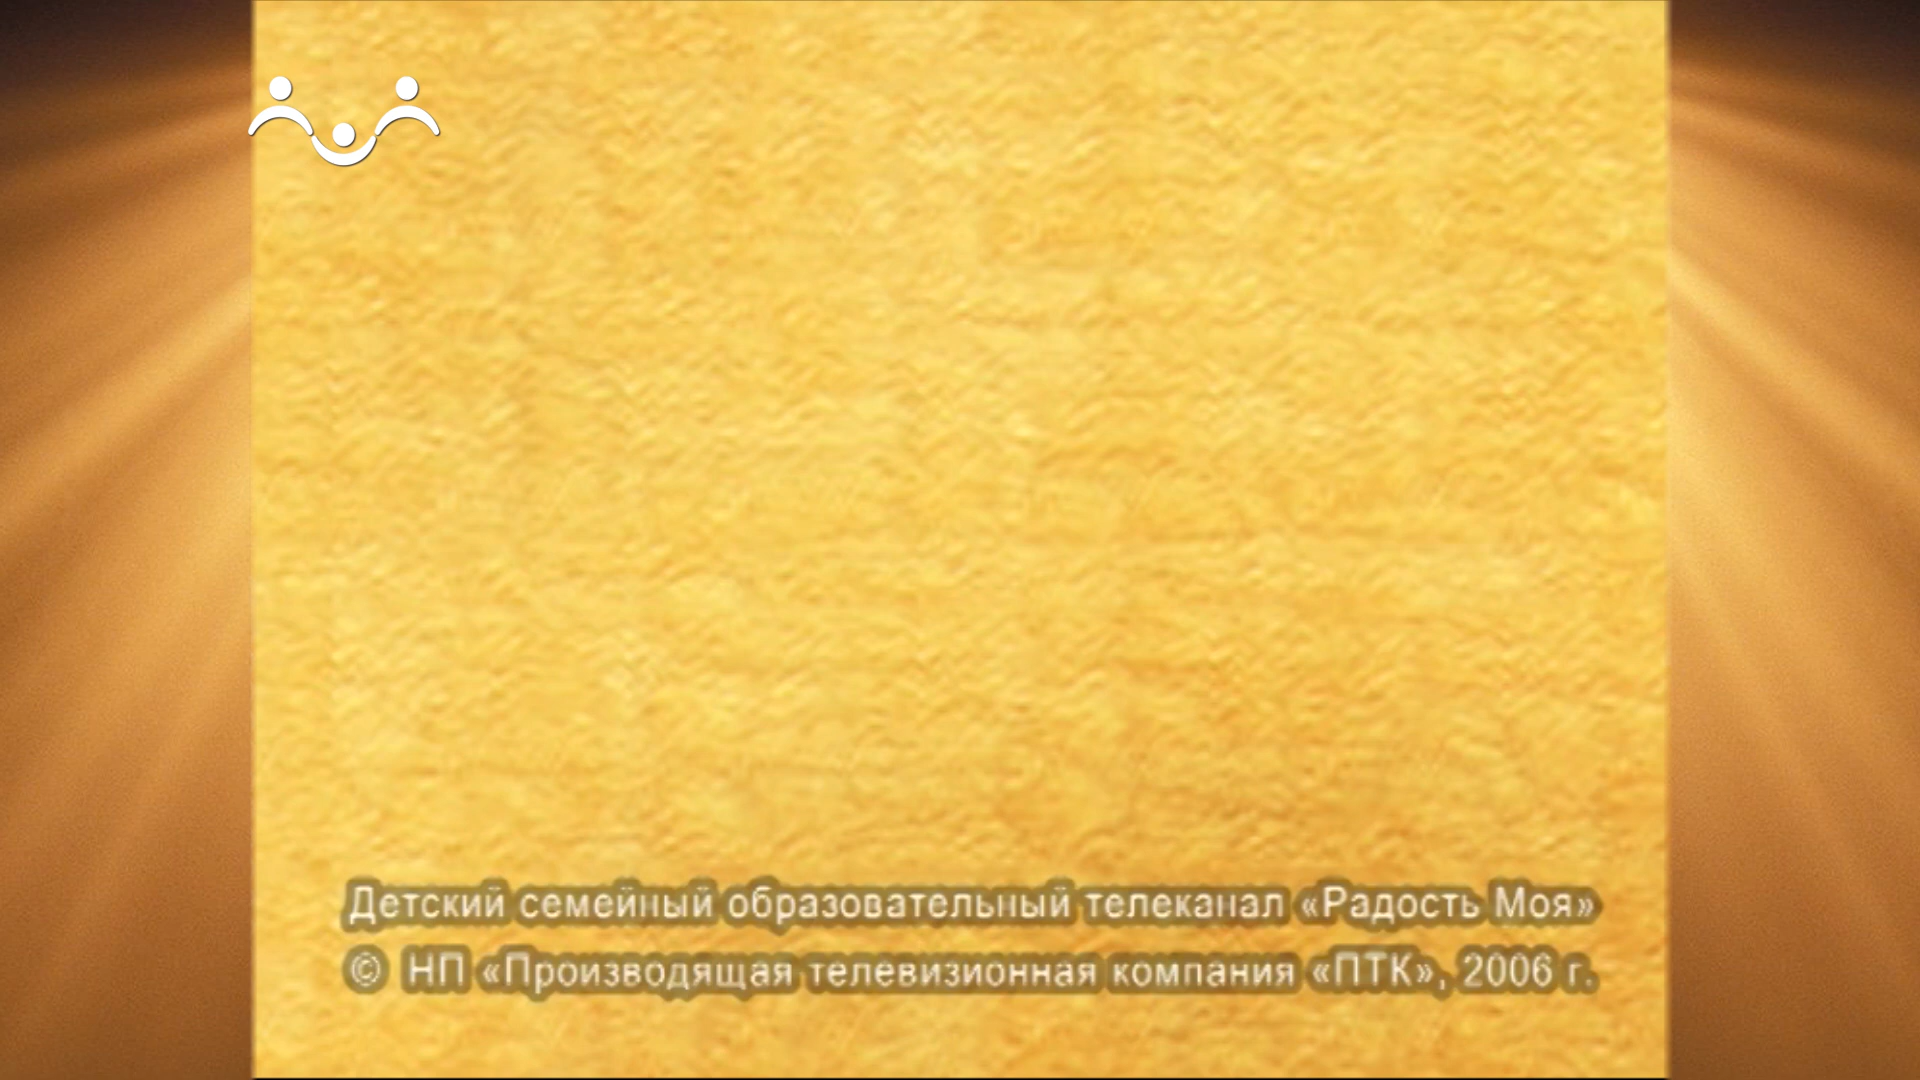 Детский семейный образовательный телеканал «Радость Моя»
© НП «Производящая телевизионная компания «ПТК», 2006 г.